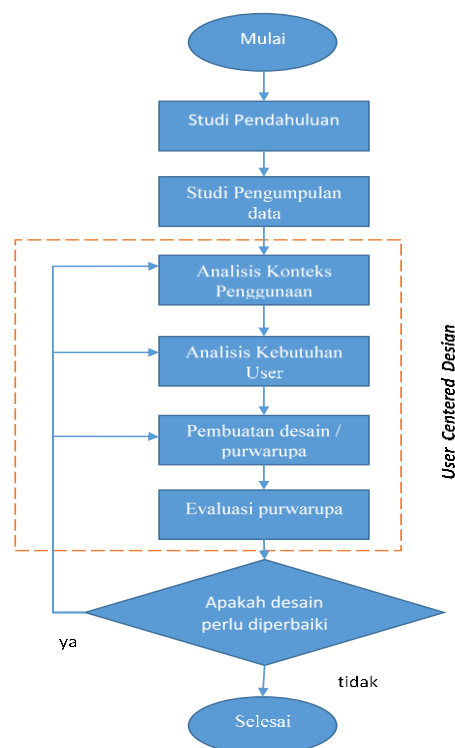 Mulai
Studi Pendahuluan
Studi Pengumpulan
data
Analisis Konteks
Penggunaan
Analisis Kebutuhan
User
Pembuatan desain /
purwarupa
Evaluasi purwarupa
User Centered Design
Apakah desain
perlu diperbaiki
ya
tidak
Selesai